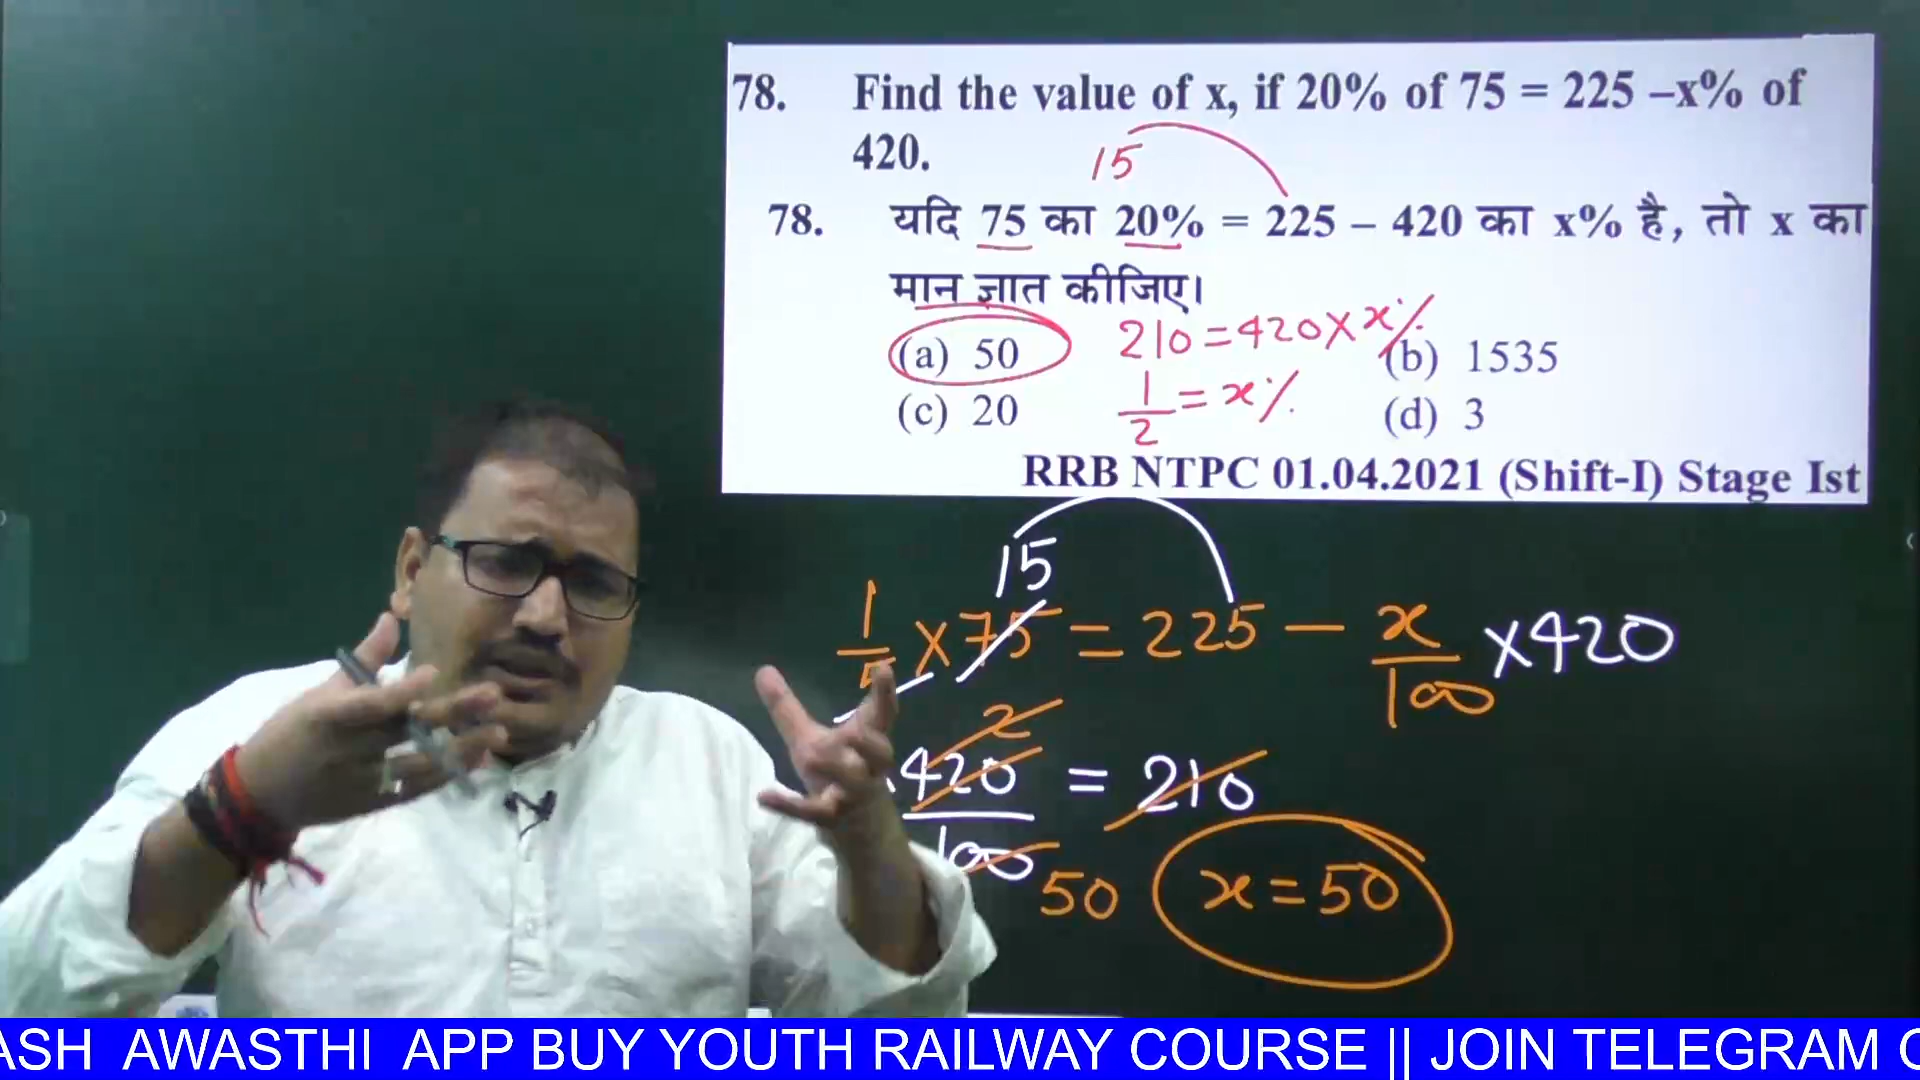 78. Find the value of x, if 20% of 75 = 225 –x% of
420.
15
78. यदि 75 का 20% = 225 – 420 का x% है, तो x का
मान ज्ञात कीजिए।
(a) 50
210=420×x%
(b) 1535
(c) 20
1/2=x%
(d) 3
RRB NTPC 01.04.2021 (Shift-I) Stage Ist
15
1/5 ×75=225– x/100 ×420
2
420/100 = 210
50
x=50
ASH AWASTHI APP BUY YOUTH RAILWAY COURSE || JOIN TELEGRAM